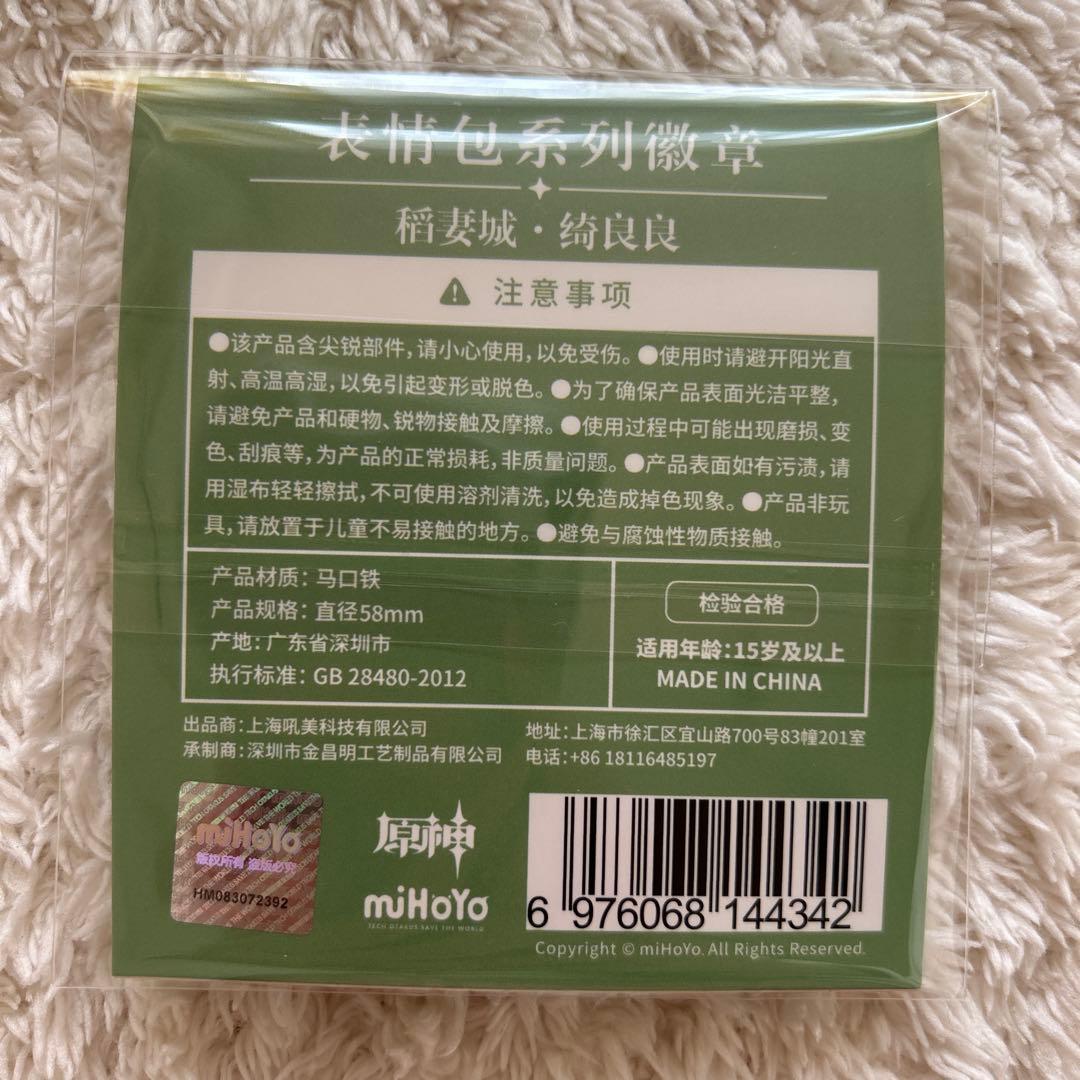 表情包系列徽章
稻妻城·绮良良
注意事项
●该产品含尖锐部件,请小心使用,以免受伤。●使用时请避开阳光直
射、高温高湿,以免引起变形或脱色。●为了确保产品表面光洁平整,
请避免产品和硬物、锐物接触及摩擦。●使用过程中可能出现磨损、变
色、刮痕等,为产品的正常损耗,非质量问题。●产品表面如有污渍,请
用湿布轻轻擦拭,不可使用溶剂清洗,以免造成掉色现象。●产品非玩
具,请放置于儿童不易接触的地方。●避免与腐蚀性物质接触。
产品材质：马口铁
产品规格：直径58mm
产地：广东省深圳市
执行标准：GB 28480-2012
检验合格
适用年龄:15岁及以上
MADE IN CHINA
出品商:上海吼美科技有限公司
承制商:深圳市金昌明工艺制品有限公司
地址:上海市徐汇区宜山路700号83幢201室
电话:+86 18116485197
miHoYo
版权所有 盗版必究
HM083072392
原神
miHoYo
TECH OTAKUS SAVE THE WORLD
6 976068 144342
Copyright © miHoYo. All Rights Reserved.